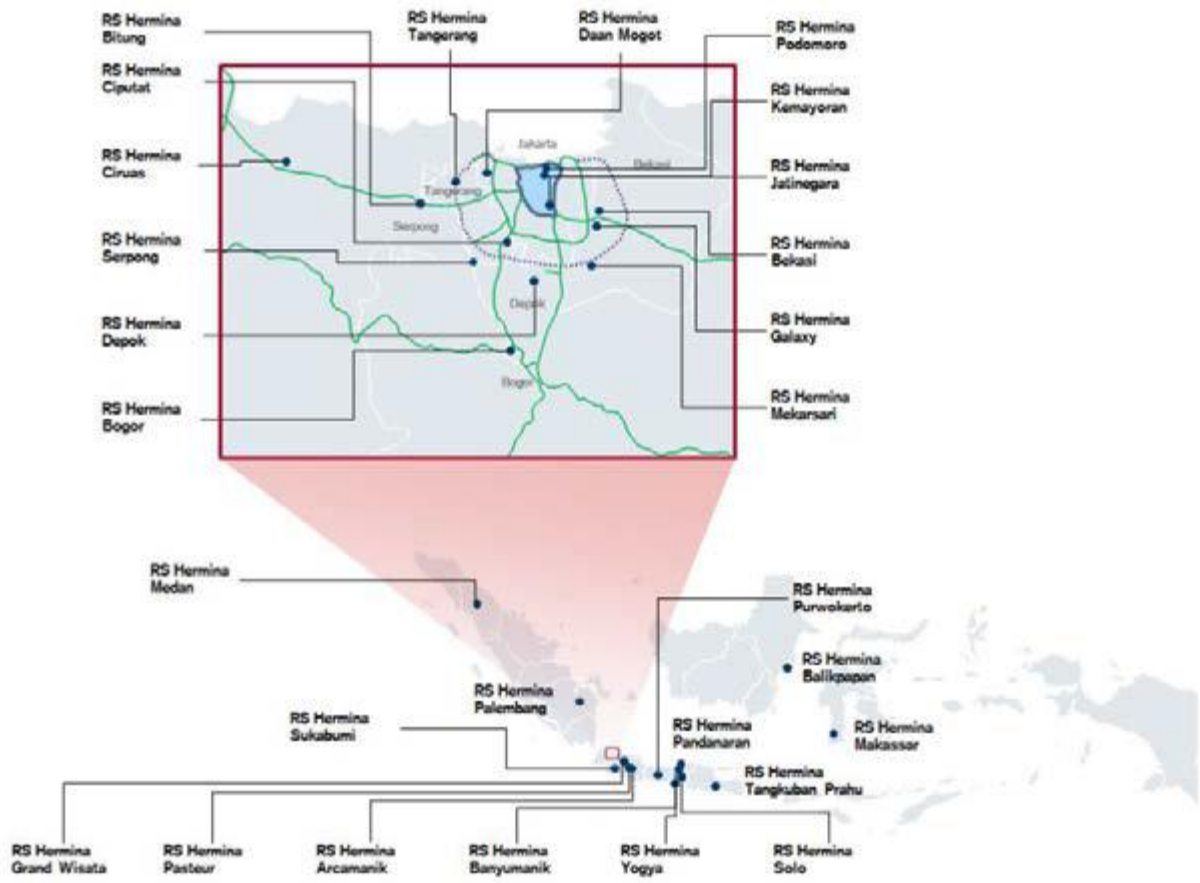 RS Hermina
Bitung
RS Hermina
Tangerang
RS Hermina
Daan Mogot
RS Hermina
Podomoro
RS Hermina
Ciputat
RS Hermina
Kemayoran
Jakarta
RS Hermina
Ciruas
Bekasi
RS Hermina
Jatinegara
Tangerang
Serpong
RS Hermina
Serpong
RS Hermina
Bekasi
Depok
RS Hermina
Depok
RS Hermina
Galaxy
Bogor
RS Hermina
Bogor
RS Hermina
Mekarsari
RS Hermina
Medan
RS Hermina
Purwokerto
RS Hermina
Balikpapan
RS Hermina
Palembang
RS Hermina
Sukabumi
RS Hermina
Pandanaran
RS Hermina
Makassar
RS Hermina
Tangkuban Prahu
RS Hermina
Grand Wisata
RS Hermina
Pasteur
RS Hermina
Arcamanik
RS Hermina
Banyumanik
RS Hermina
Yogya
RS Hermina
Solo